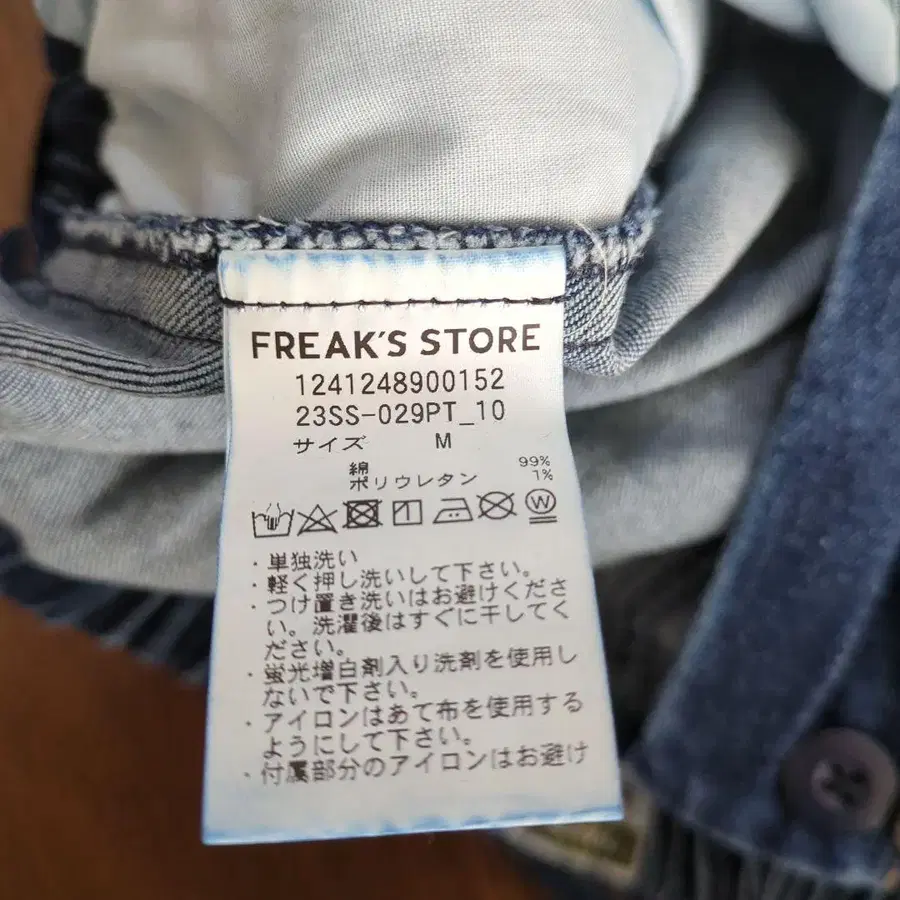 FREAK'S STORE
1241248900152
23SS-029PT_10
サイズ M
綿 99%
ポリウレタン 1%
W
・単独洗い
・軽く押し洗いして下さい。
・つけ置き洗いはお避けくださ
い。洗濯後はすぐに干してく
ださい。
・蛍光増白剤入り洗剤を使用し
ないで下さい。
・アイロンはあて布を使用する
ようにして下さい。
・付属部分のアイロンはお避け